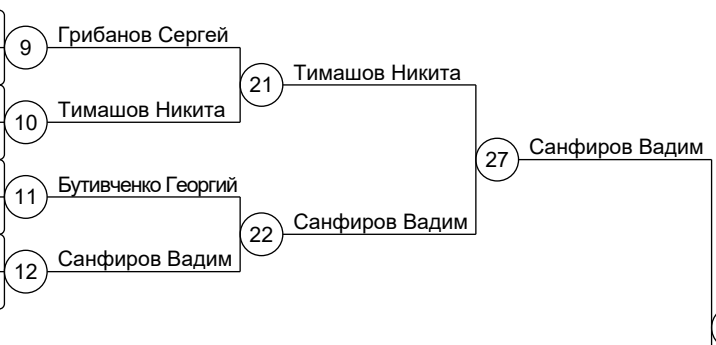 9
Грибанов Сергей
21
Тимашов Никита
10
Тимашов Никита
27
Санфиров Вадим
11
Бутивченко Георгий
22
Санфиров Вадим
12
Санфиров Вадим